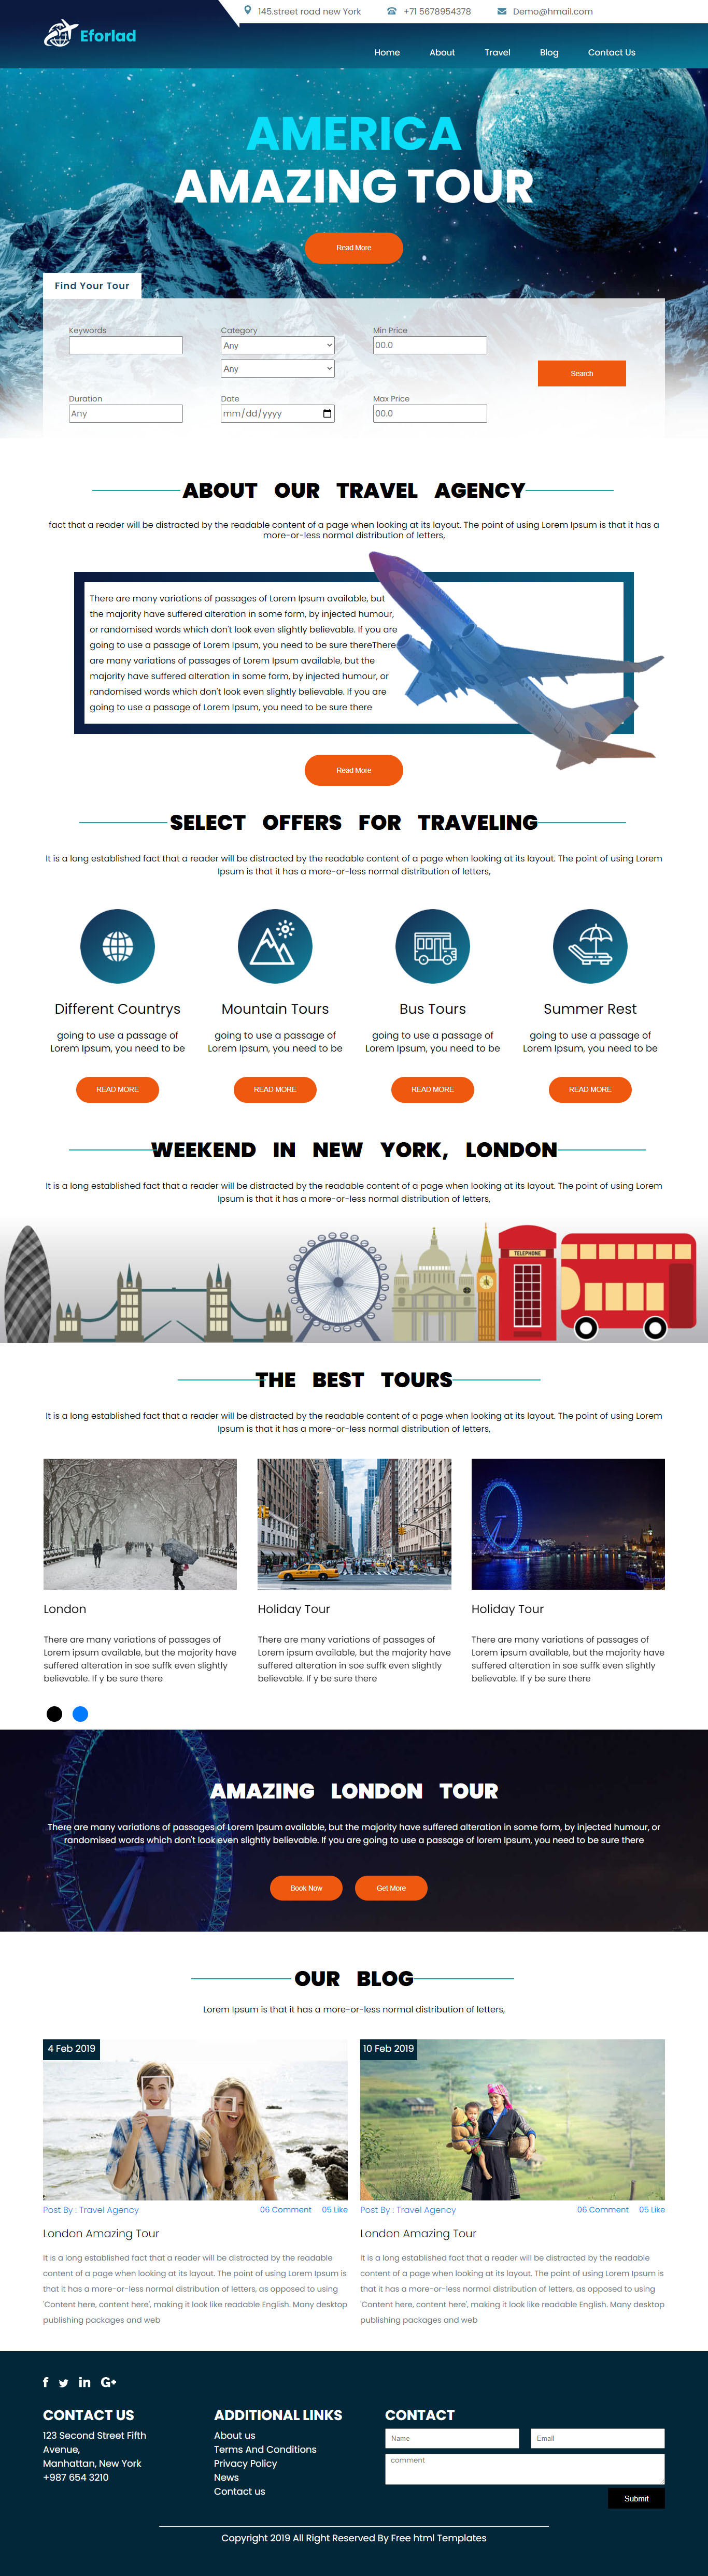 145.street road new York +71 5678954378 Demo@hmail.com
Eforlad
Home About Travel Blog Contact Us
AMERICA
AMAZING TOUR
Read More
Find Your Tour
Keywords Category Min Price
Any 00.0
Any
Search
Duration Date Max Price
Any mm/dd/yyyy 00.0
ABOUT OUR TRAVEL AGENCY
fact that a reader will be distracted by the readable content of a page when looking at its layout. The point of using Lorem Ipsum is that it has a
more-or-less normal distribution of letters,
There are many variations of passages of Lorem Ipsum available, but
the majority have suffered alteration in some form, by injected humour,
or randomised words which don't look even slightly believable. If you are
going to use a passage of Lorem Ipsum, you need to be sure thereThere
are many variations of passages of Lorem Ipsum available, but the
majority have suffered alteration in some form, by injected humour, or
randomised words which don't look even slightly believable. If you are
going to use a passage of Lorem Ipsum, you need to be sure there
Read More
SELECT OFFERS FOR TRAVELING
It is a long established fact that a reader will be distracted by the readable content of a page when looking at its layout. The point of using Lorem
Ipsum is that it has a more-or-less normal distribution of letters,
Different Countrys
going to use a passage of
Lorem Ipsum, you need to be
READ MORE
Mountain Tours
going to use a passage of
Lorem Ipsum, you need to be
READ MORE
Bus Tours
going to use a passage of
Lorem Ipsum, you need to be
READ MORE
Summer Rest
going to use a passage of
Lorem Ipsum, you need to be
READ MORE
WEEKEND IN NEW YORK, LONDON
It is a long established fact that a reader will be distracted by the readable content of a page when looking at its layout. The point of using Lorem
Ipsum is that it has a more-or-less normal distribution of letters,
TELEPHONE
THE BEST TOURS
It is a long established fact that a reader will be distracted by the readable content of a page when looking at its layout. The point of using Lorem
Ipsum is that it has a more-or-less normal distribution of letters,
London
There are many variations of passages of
Lorem ipsum available, but the majority have
suffered alteration in soe suffk even slightly
believable. If y be sure there
Holiday Tour
There are many variations of passages of
Lorem ipsum available, but the majority have
suffered alteration in soe suffk even slightly
believable. If y be sure there
Holiday Tour
There are many variations of passages of
Lorem ipsum available, but the majority have
suffered alteration in soe suffk even slightly
believable. If y be sure there
AMAZING LONDON TOUR
There are many variations of passages of Lorem Ipsum available, but the majority have suffered alteration in some form, by injected humour, or
randomised words which don't look even slightly believable. If you are going to use a passage of lorem Ipsum, you need to be sure there
Book Now Get More
OUR BLOG
Lorem Ipsum is that it has a more-or-less normal distribution of letters,
4 Feb 2019
Post By : Travel Agency 06 Comment 05 Like
London Amazing Tour
It is a long established fact that a reader will be distracted by the readable
content of a page when looking at its layout. The point of using Lorem Ipsum is
that it has a more-or-less normal distribution of letters, as opposed to using
'Content here, content here', making it look like readable English. Many desktop
publishing packages and web
10 Feb 2019
Post By : Travel Agency 06 Comment 05 Like
London Amazing Tour
It is a long established fact that a reader will be distracted by the readable
content of a page when looking at its layout. The point of using Lorem Ipsum is
that it has a more-or-less normal distribution of letters, as opposed to using
'Content here, content here', making it look like readable English. Many desktop
publishing packages and web
CONTACT US
123 Second Street Fifth
Avenue,
Manhattan, New York
+987 654 3210
ADDITIONAL LINKS
About us
Terms And Conditions
Privacy Policy
News
Contact us
CONTACT
Name Email
comment
Submit
Copyright 2019 All Right Reserved By Free html Templates